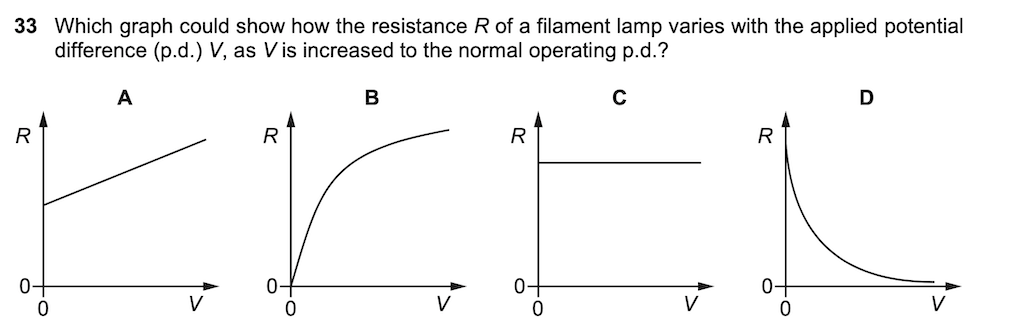 33 Which graph could show how the resistance R of a filament lamp varies with the applied potential
difference (p.d.) V, as V is increased to the normal operating p.d.?
A B C D
R R R R
0 0 0 0
0 V 0 V 0 V 0 V